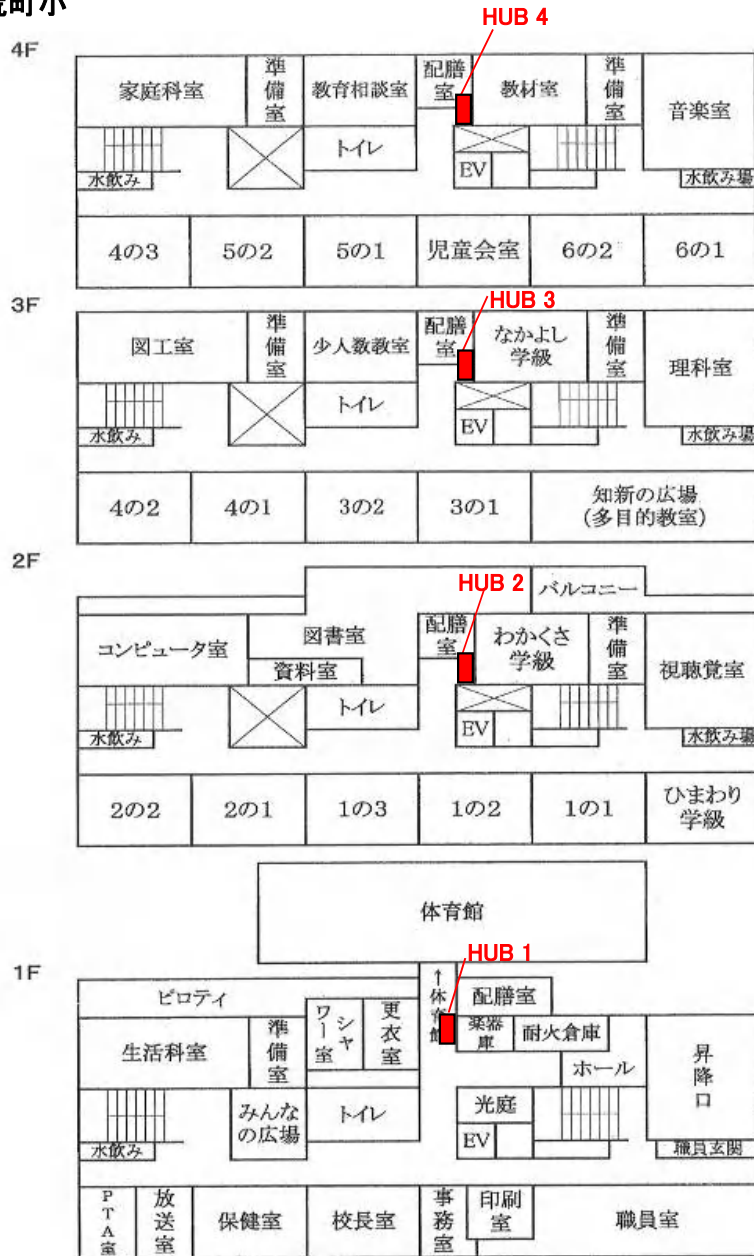 HUB 4
4F
家庭科室
準備室
教育相談室
配膳室
教材室
準備室
音楽室
トイレ
EV
水飲み
水飲み場
4の3
5の2
5の1
児童会室
6の2
6の1
3F
HUB 3
図工室
準備室
少人数教室
配膳室
なかよし
学級
準備室
理科室
トイレ
EV
水飲み
水飲み場
4の2
4の1
3の2
3の1
知新の広場
(多目的教室)
2F
HUB 2
バルコニー
コンピュータ室
図書室
資料室
配膳室
わかくさ
学級
準備室
視聴覚室
トイレ
EV
水飲み
水飲み場
2の2
2の1
1の3
1の2
1の1
ひまわり
学級
体育館
1F
HUB 1
ピロティ
↑体育館
配膳室
生活科室
準備室
シャワー室
更衣室
楽器庫
耐火倉庫
ホール
昇降口
みんな
の広場
トイレ
光庭
EV
水飲み
職員玄関
PTA室
放送室
保健室
校長室
事務室
印刷室
職員室